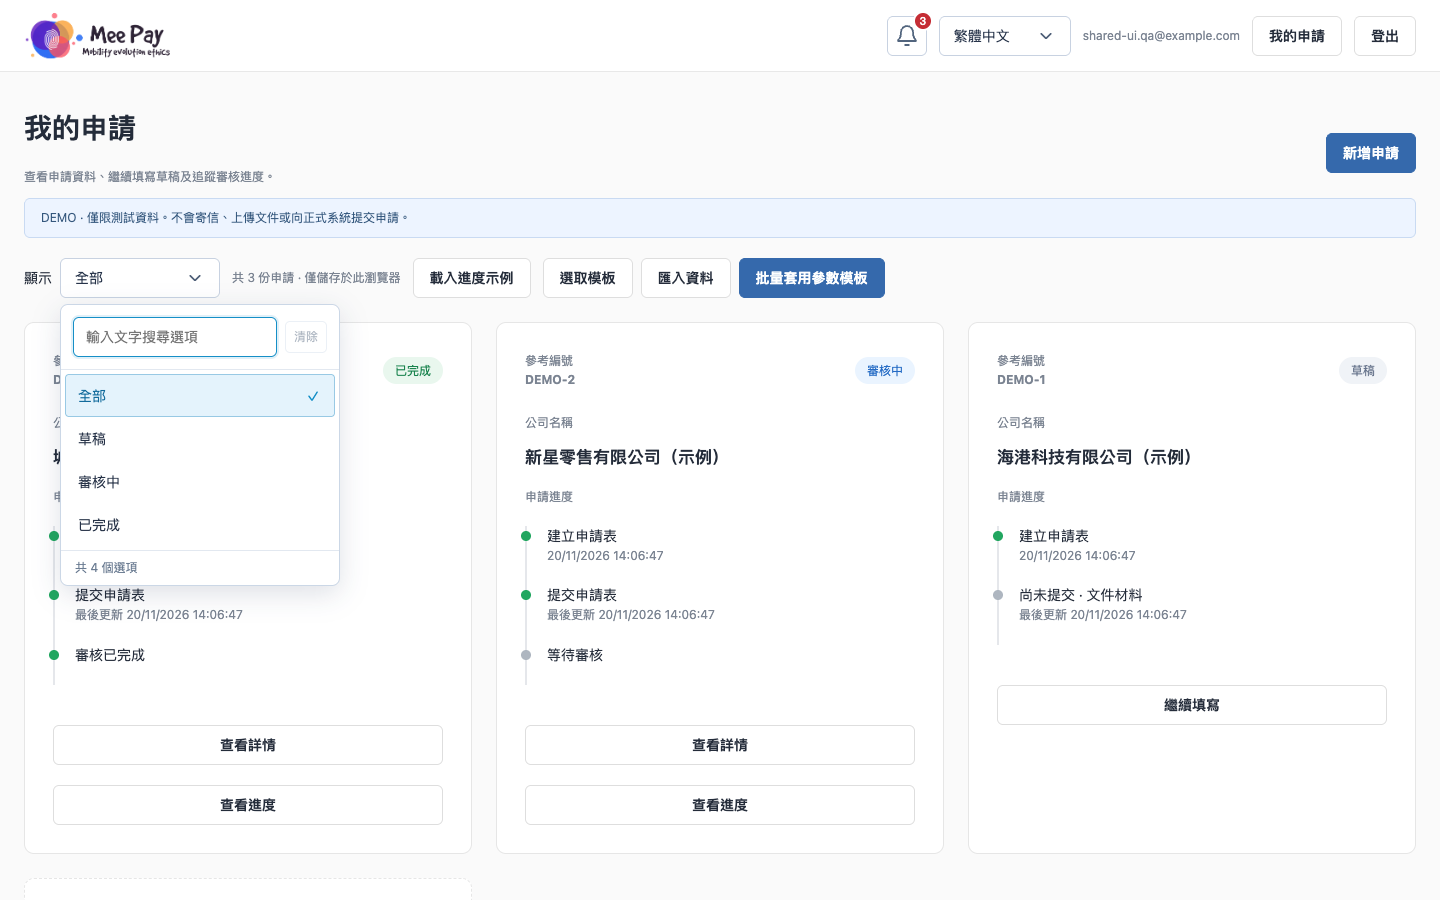 Mee Pay
Mobility evolution ethics
3
繁體中文
shared-ui.qa@example.com
我的申請
登出
我的申請
新增申請
查看申請資料、繼續填寫草稿及追蹤審核進度。
DEMO · 僅限測試資料。不會寄信、上傳文件或向正式系統提交申請。
顯示
全部
共 3 份申請 · 僅儲存於此瀏覽器
載入進度示例
選取模板
匯入資料
批量套用參數模板
輸入文字搜尋選項
清除
全部
草稿
審核中
已完成
共 4 個選項
已完成
提交申請表
最後更新 20/11/2026 14:06:47
審核已完成
查看詳情
查看進度
參考編號
DEMO-2
審核中
公司名稱
新星零售有限公司（示例）
申請進度
建立申請表
20/11/2026 14:06:47
提交申請表
最後更新 20/11/2026 14:06:47
等待審核
查看詳情
查看進度
參考編號
DEMO-1
草稿
公司名稱
海港科技有限公司（示例）
申請進度
建立申請表
20/11/2026 14:06:47
尚未提交 · 文件材料
最後更新 20/11/2026 14:06:47
繼續填寫